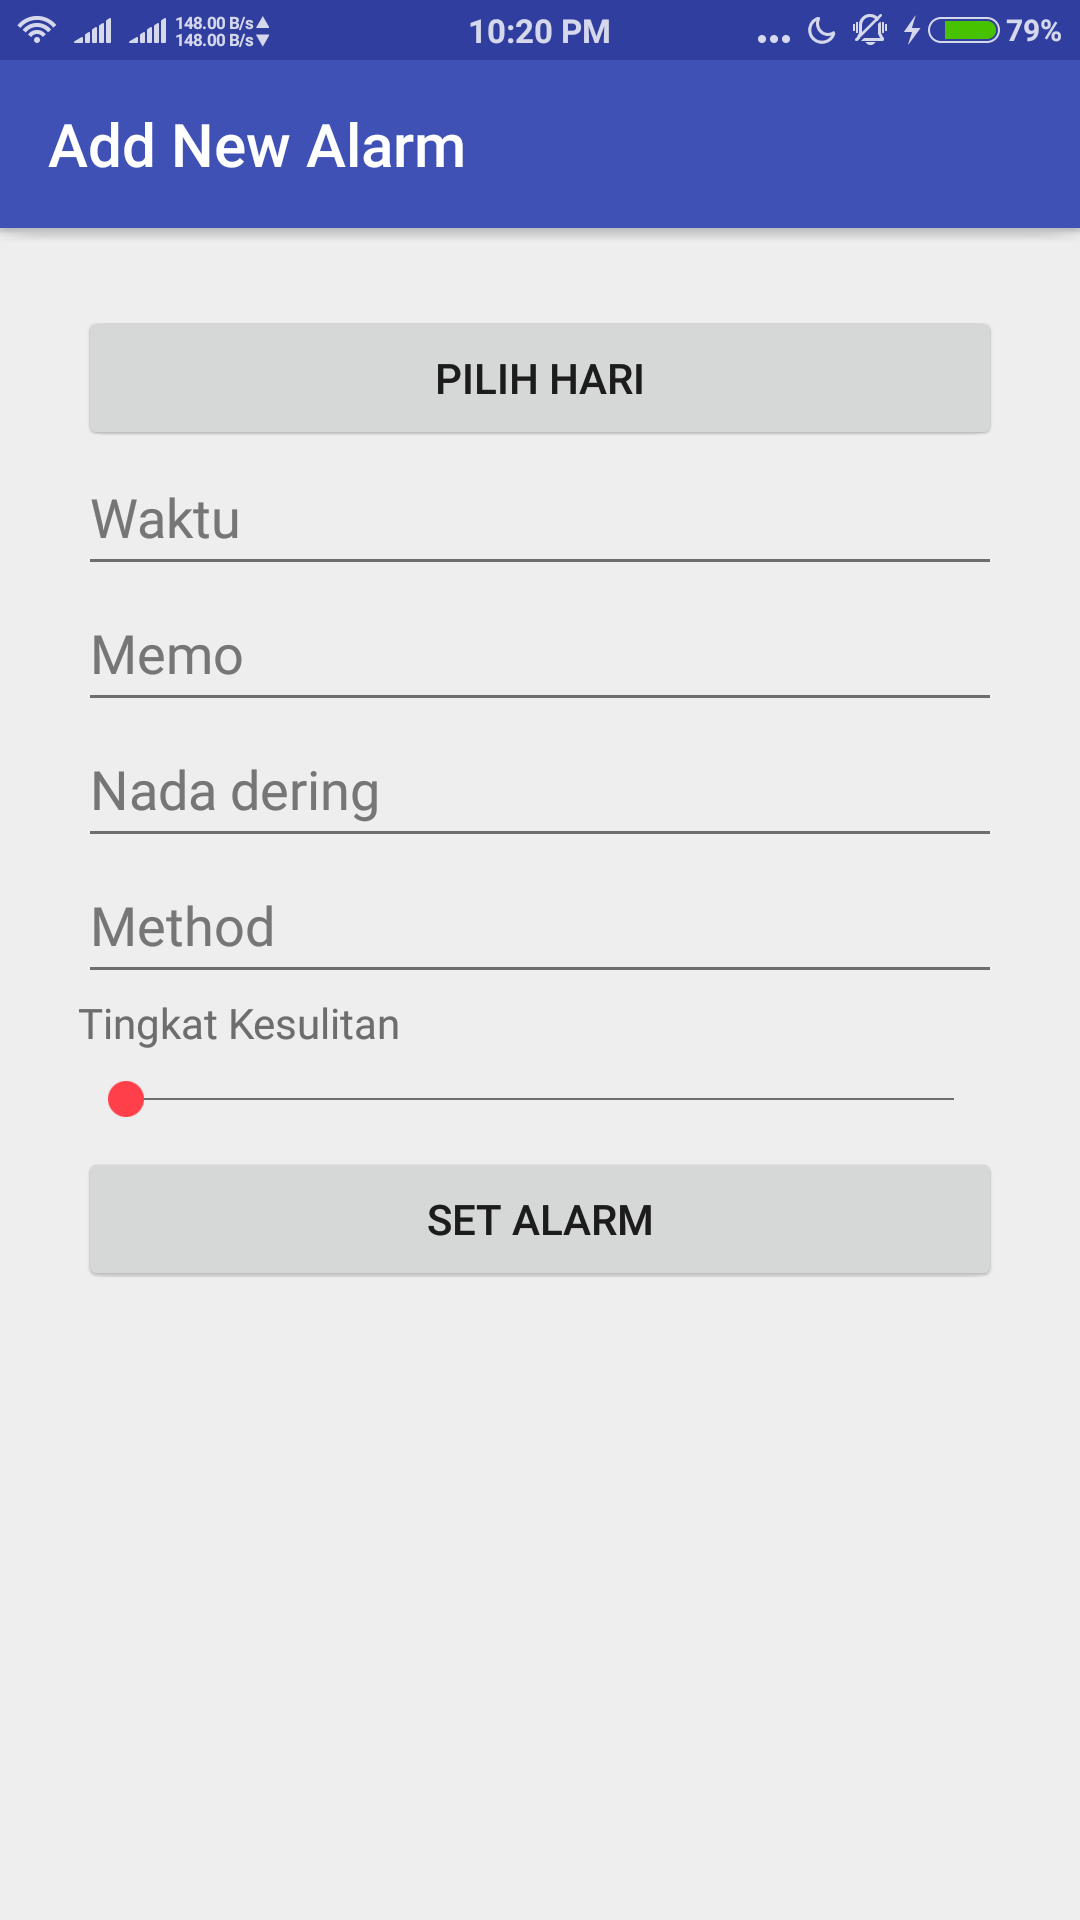 148.00 B/s
148.00 B/s
10:20 PM
79%
Add New Alarm
PILIH HARI
Waktu
Memo
Nada dering
Method
Tingkat Kesulitan
SET ALARM